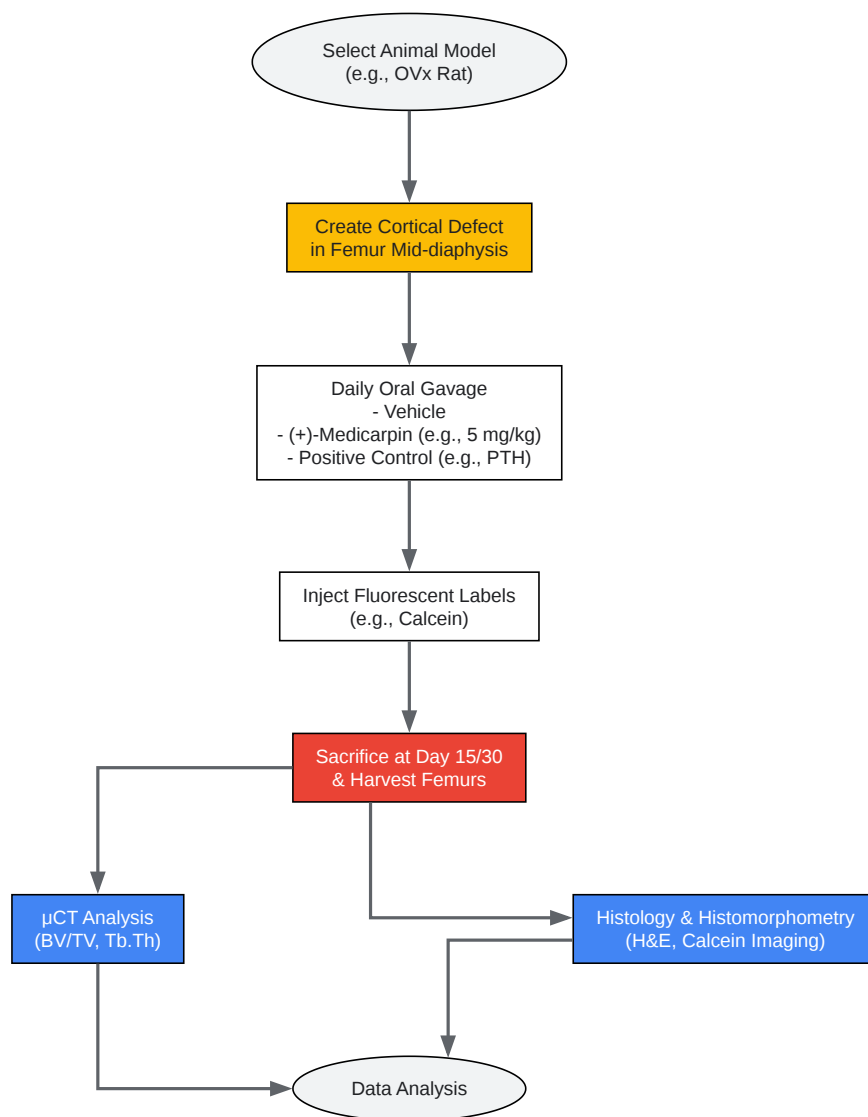 Select Animal Model
(e.g., OVx Rat)
Create Cortical Defect
in Femur Mid-diaphysis
Daily Oral Gavage
- Vehicle
- (+)-Medicarpin (e.g., 5 mg/kg)
- Positive Control (e.g., PTH)
Inject Fluorescent Labels
(e.g., Calcein)
Sacrifice at Day 15/30
& Harvest Femurs
µCT Analysis
(BV/TV, Tb.Th)
Histology & Histomorphometry
(H&E, Calcein Imaging)
Data Analysis